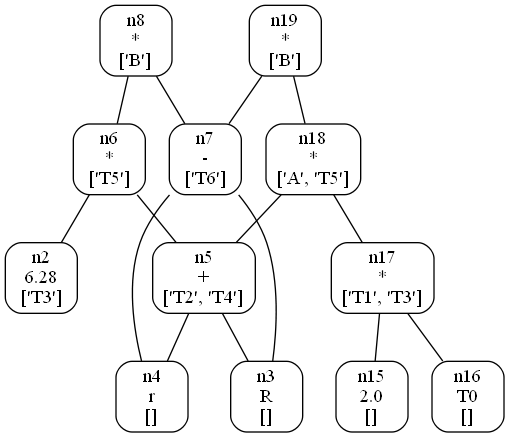 n8
*
['B']
n19
*
['B']
n6
*
['T5']
n7
-
['T6']
n18
*
['A', 'T5']
n2
6.28
['T3']
n5
+
['T2', 'T4']
n17
*
['T1', 'T3']
n4
r
[]
n3
R
[]
n15
2.0
[]
n16
T0
[]